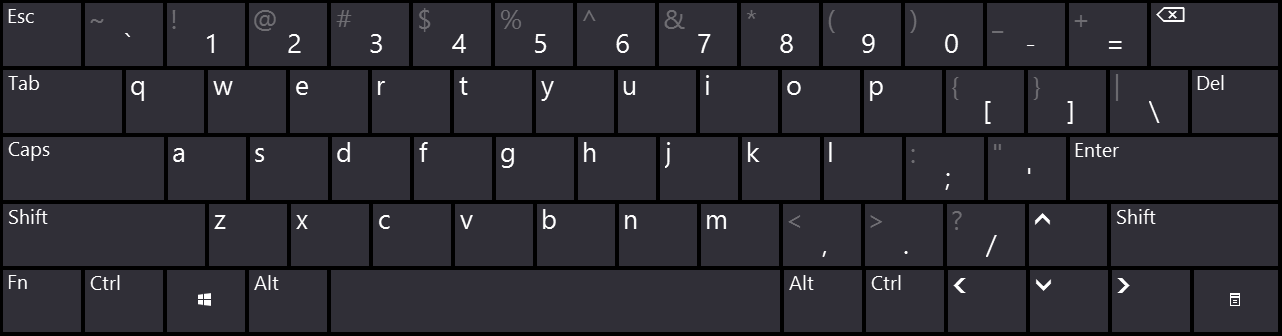 Esc ~ ` ! 1 @ 2 # 3 $ 4 % 5 ^ 6 & 7 * 8 ( 9 ) 0 _ - + =
Tab q w e r t y u i o p { [ } ] | \ Del
Caps a s d f g h j k l : ; " ' Enter
Shift z x c v b n m < , > . ? / Shift
Fn Ctrl Alt Alt Ctrl